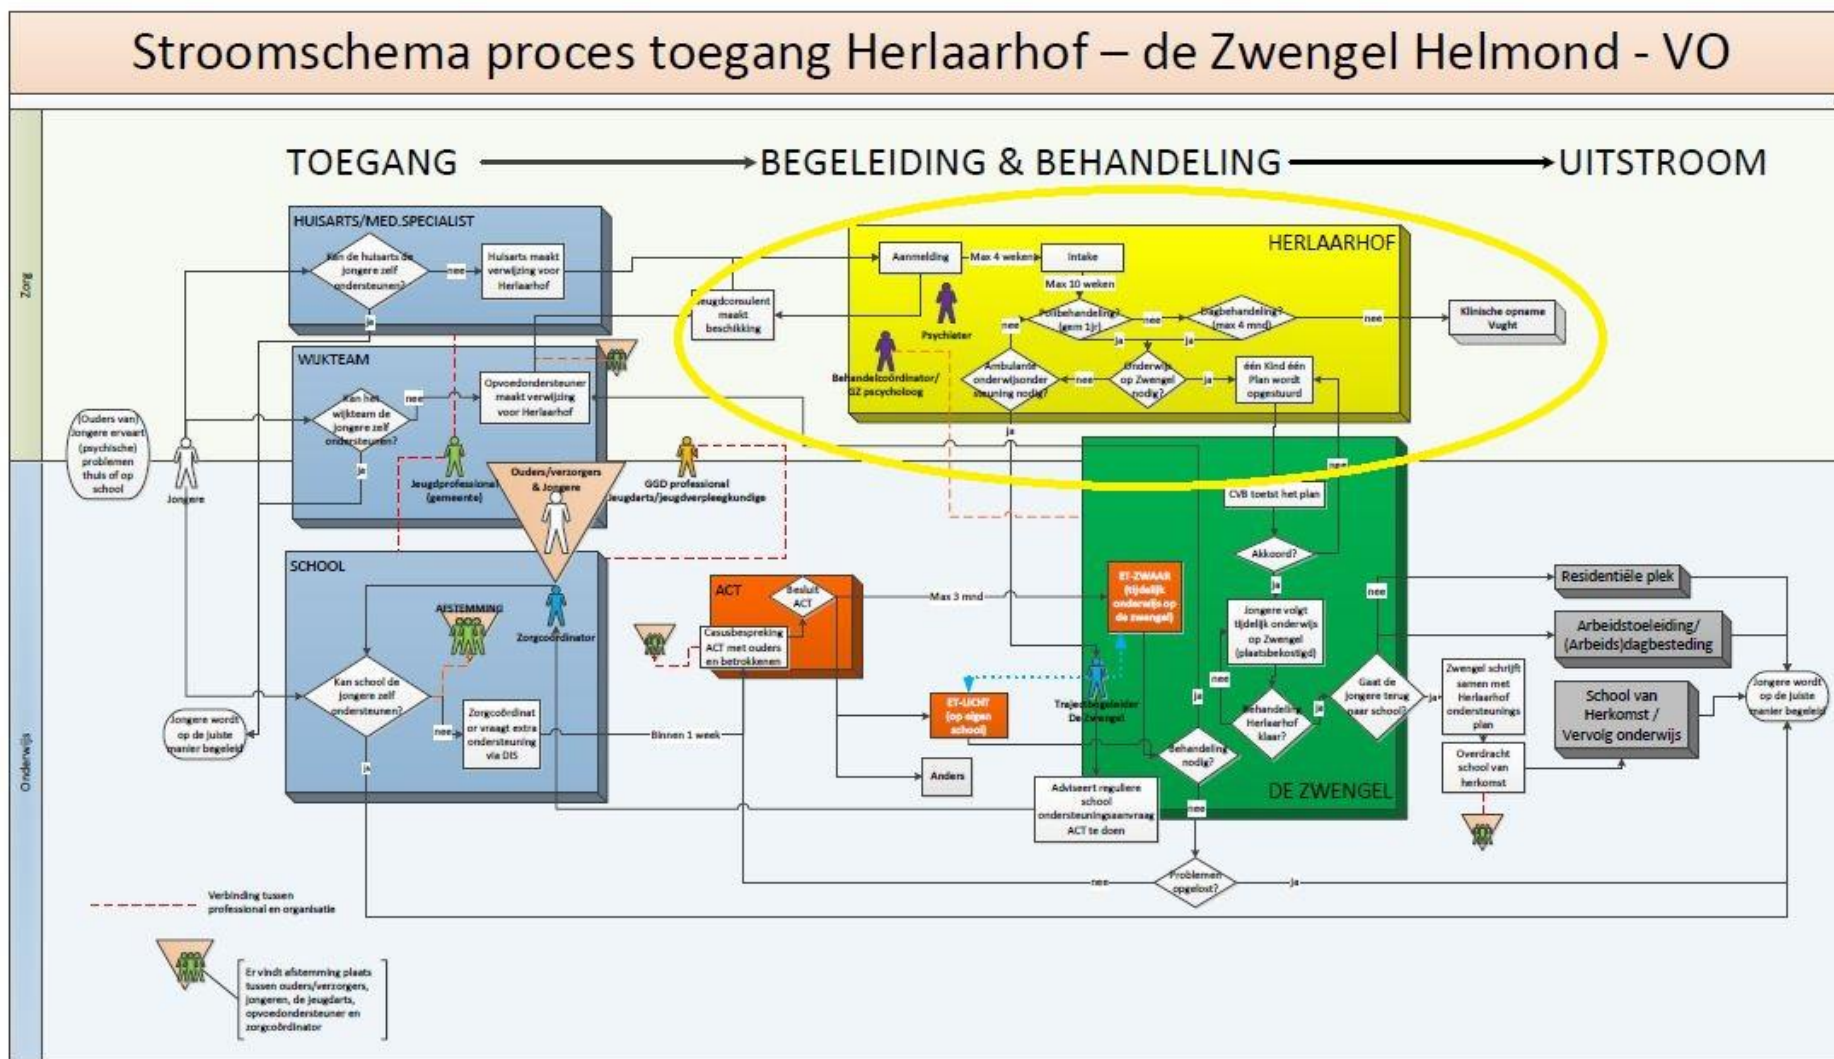 Stroomschema proces toegang Herlaarhof – de Zwengel Helmond - VO
TOEGANG
BEGELEIDING & BEHANDELING
UITSTROOM
Zorg
Onderwijs
(Ouders van)
Jongere ervaart
(psychische)
problemen
thuis of op
school
Jongere
HUISARTS/MED.SPECIALIST
Kan de huisarts de
jongere zelf
ondersteunen?
nee
Huisarts maakt
verwijzing voor
Herlaarhof
ja
WIJKTEAM
Kan het
wijkteam de
jongere zelf
ondersteunen?
nee
Opvoedondersteuner
maakt verwijzing
voor Herlaarhof
ja
Jeugdprofessional
(gemeente)
Ouders/verzorgers
& Jongere
GGD professional
Jeugdarts/jeugdverpleegkundige
Jeugdconsulent
maakt
beschikking
HERLAARHOF
Aanmelding
Max 4 weken
Intake
Max 10 weken
Psychiater
Polibehandeling?
(gem 1jr)
nee
Dagbehandeling?
(max 4 mnd)
nee
Klinische opname
Vught
ja
ja
nee
Behandelcoördinator/
GZ pscycholoog
Ambulante
onderwijsonder
steuning nodig?
nee
Onderwijs
op Zwengel
nodig?
ja
één Kind één
Plan wordt
opgestuurd
ja
nee
SCHOOL
AFSTEMMING
Zorgcoördinator
Kan school de
jongere zelf
ondersteunen?
nee
Zorgcoördinat
or vraagt extra
ondersteuning
via DIS
ja
Jongere wordt
op de juiste
manier begeleid
Binnen 1 week
ACT
Besluit
ACT
Casusbespreking
ACT met ouders
en betrokkenen
Max 3 mnd
ET-LICHT
(op eigen
school)
Anders
DE ZWENGEL
CVB toetst het plan
Akkoord?
ja
ET-ZWAAR
(tijdelijk
onderwijs op
de zwengel)
Jongere volgt
tijdelijk onderwijs
op Zwengel
(plaatsbekostigd)
nee
Trajectbegeleider
De Zwengel
Behandeling
Herlaarhof
klaar?
ja
Gaat de
jongere terug
naar school?
nee
ja
ja
Behandeling
nodig?
nee
Adviseert reguliere
school
ondersteuningsaanvraag
ACT te doen
Problemen
opgelost?
nee
ja
Zwengel schrijft
samen met
Herlaarhof
ondersteunings
plan
Overdracht
school van
herkomst
Residentiële plek
Arbeidstoeleiding/
(Arbeids)dagbesteding
School van
Herkomst /
Vervolg onderwijs
Jongere wordt
op de juiste
manier begeleid
Verbinding tussen
professional en organisatie
Er vindt afstemming plaats
tussen ouders/verzorgers,
jongeren, de jeugdarts,
opvoedondersteuner en
zorgcoördinator